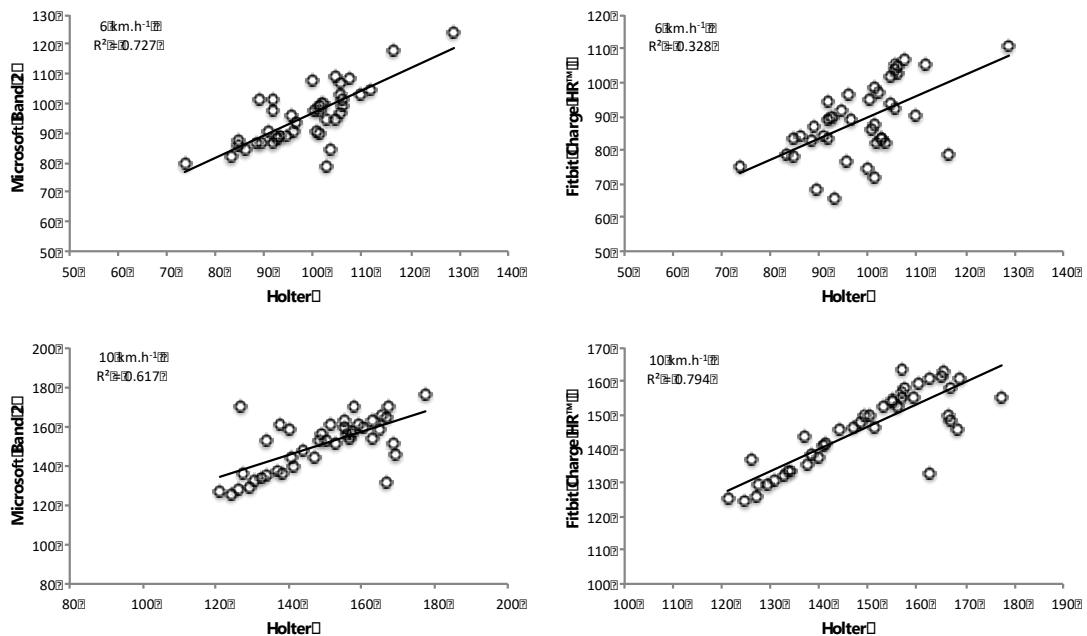 6 km.h⁻¹
R² = 0.727
Microsoft Band 2
130
120
110
100
90
80
70
60
50
50 60 70 80 90 100 110 120 130 140
Holter
6 km.h⁻¹
R² = 0.328
Fitbit Charge HR™
120
110
100
90
80
70
60
50
50 60 70 80 90 100 110 120 130 140
Holter
10 km.h⁻¹
R² = 0.617
Microsoft Band 2
200
180
160
140
120
100
80
80 100 120 140 160 180 200
Holter
10 km.h⁻¹
R² = 0.794
Fitbit Charge HR™
170
160
150
140
130
120
110
100
100 110 120 130 140 150 160 170 180 190
Holter